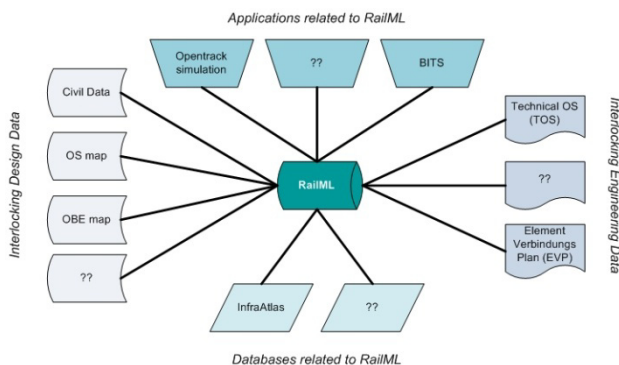 Applications related to RailML
Opentrack
simulation
??
BITS
Interlocking Design Data
Civil Data
OS map
OBE map
??
RailML
Technical OS
(TOS)
??
Element
Verbindungs
Plan (EVP)
Interlocking Engineering Data
InfraAtlas
??
Databases related to RailML